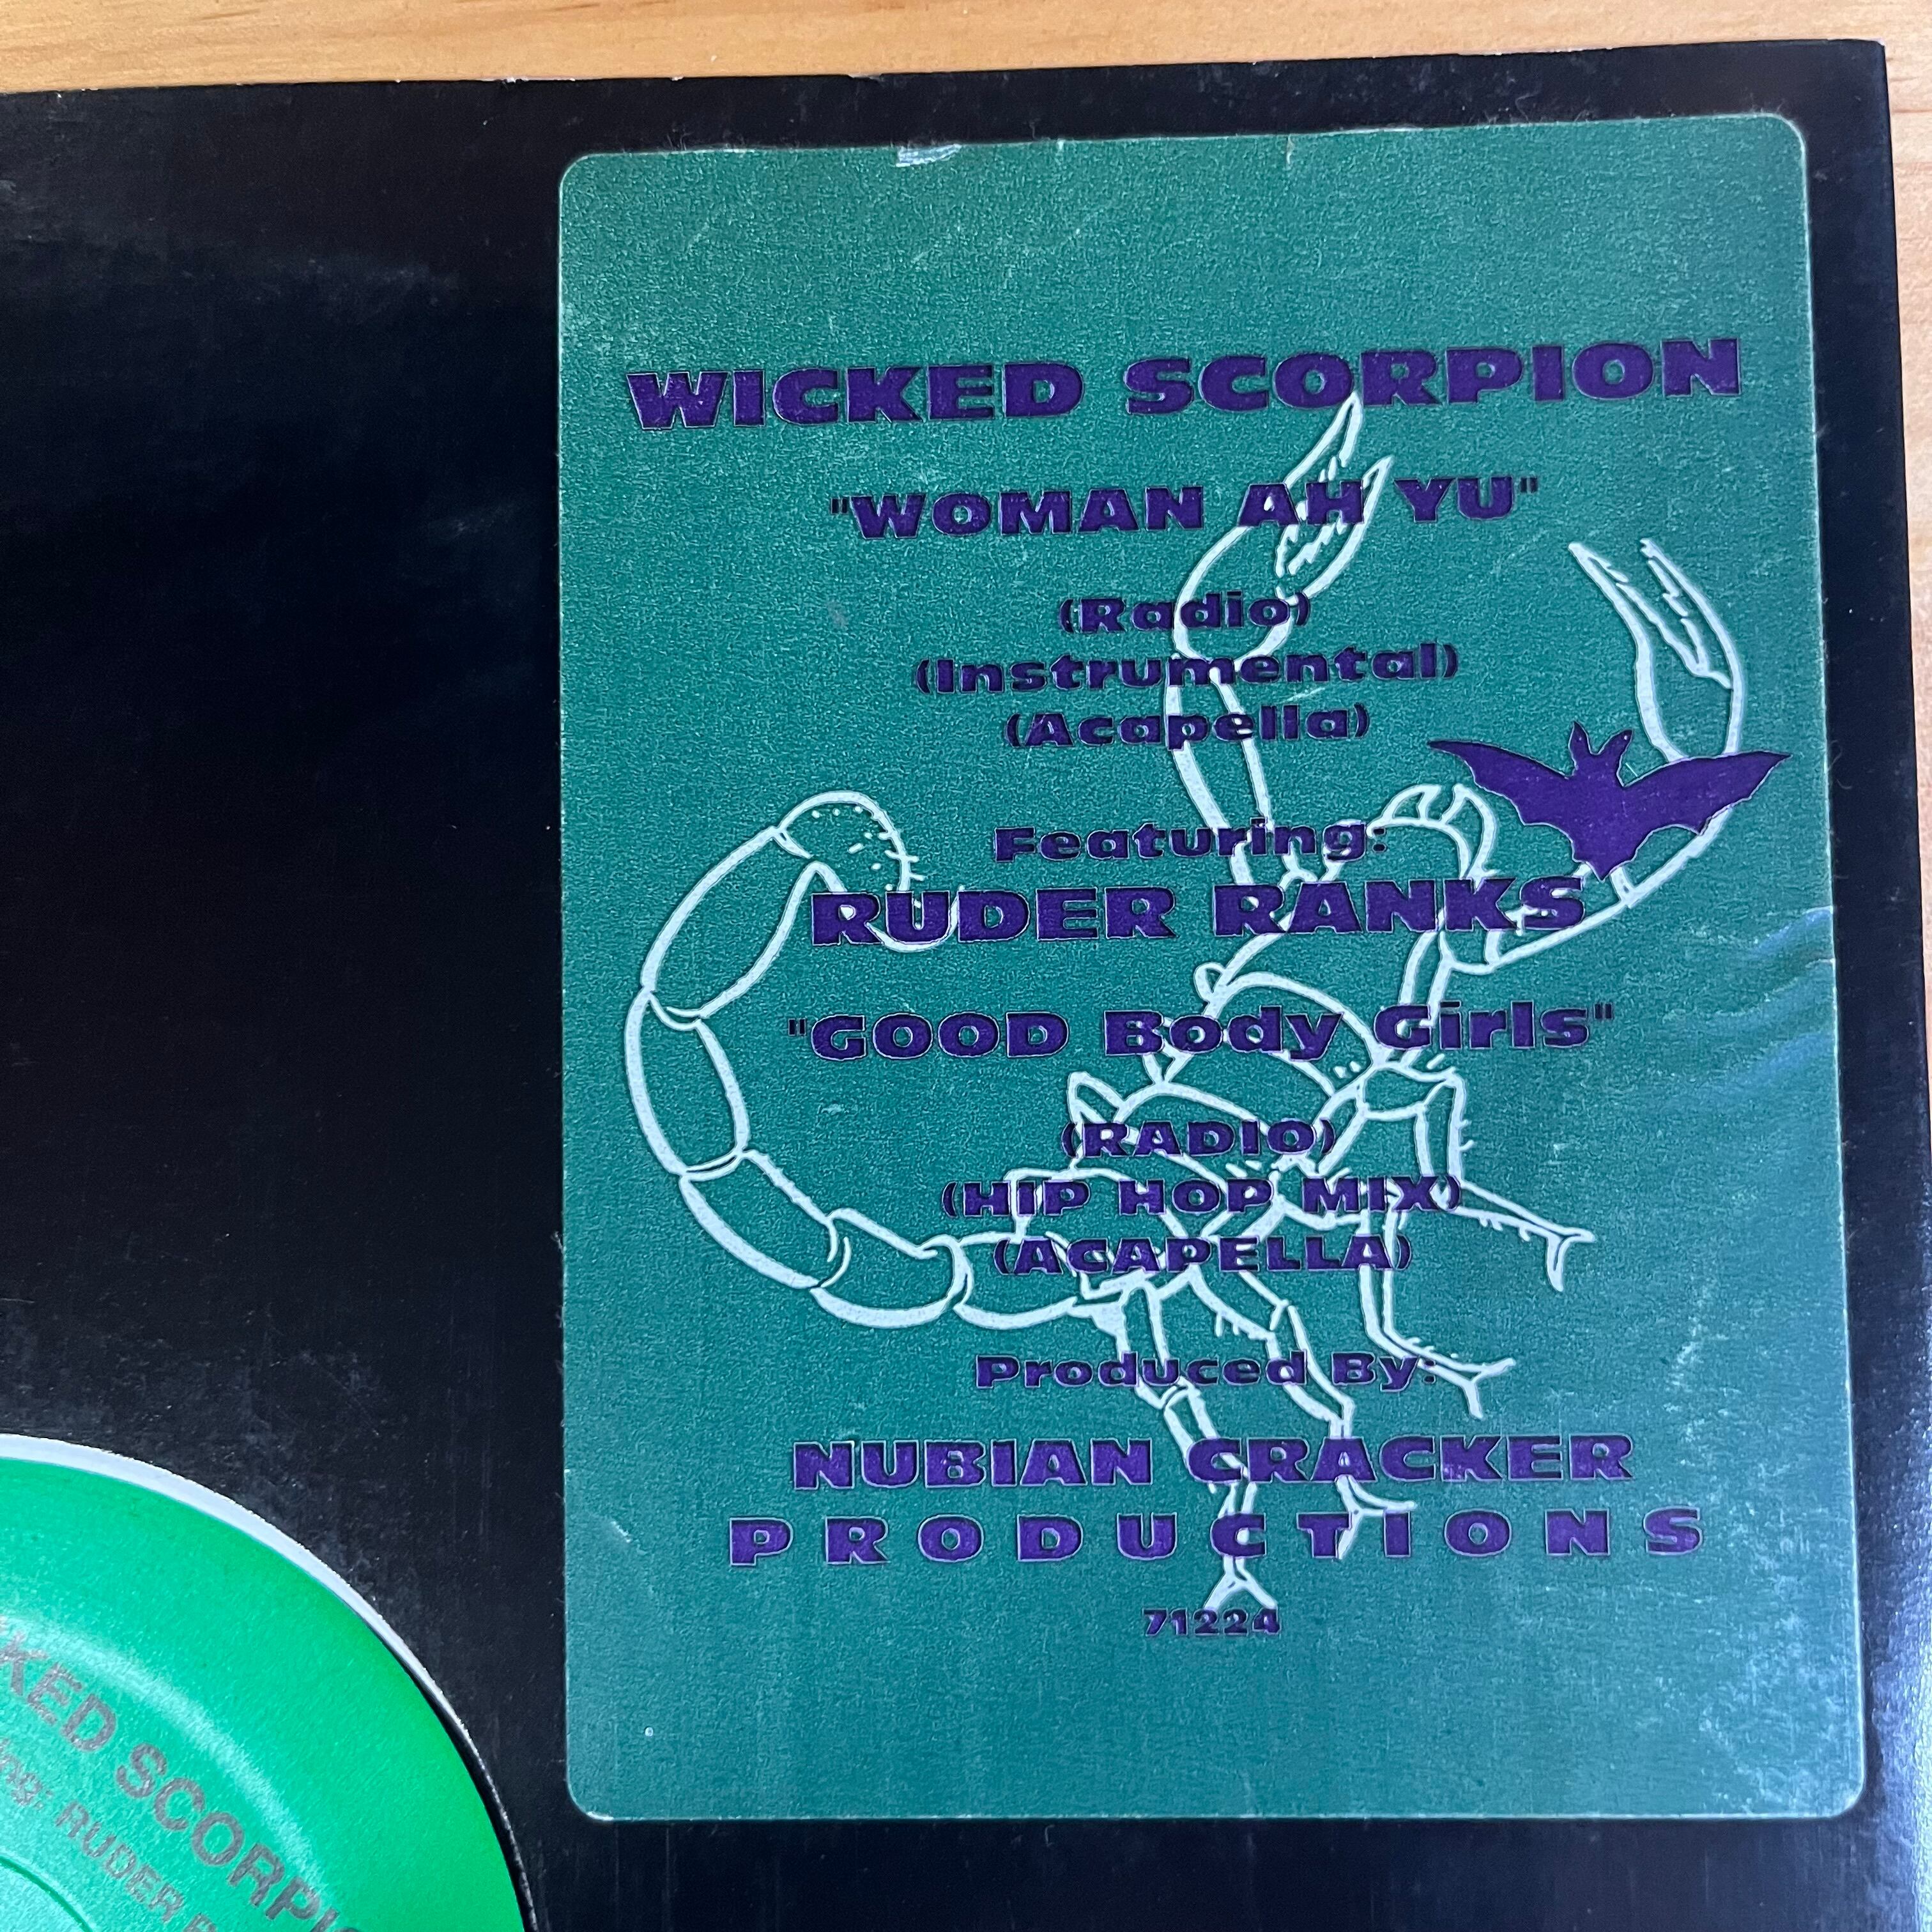 WICKED SCORPION
"WOMAN AH YU"
(Radio)
(Instrumental)
(Acapella)
Featuring:
RUDER RANKS
"GOOD Body Girls"
(RADIO)
(HIP HOP MIX)
(ACAPELLA)
Produced By:
NUBIAN CRACKER
PRODUCTIONS
71224
SCORPIO
RUDER